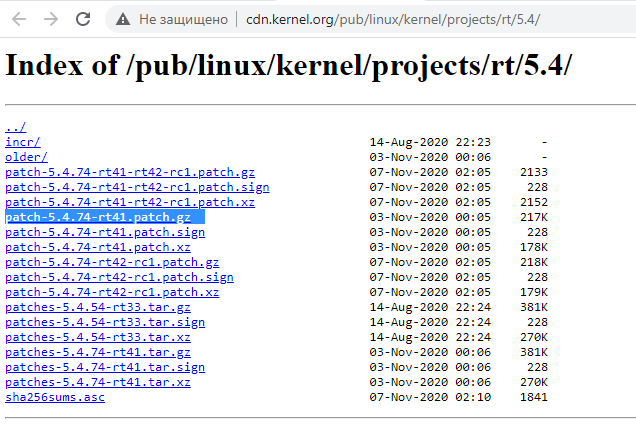 Не защищено | cdn.kernel.org/pub/linux/kernel/projects/rt/5.4/
Index of /pub/linux/kernel/projects/rt/5.4/
../
incr/ 14-Aug-2020 22:23 -
older/ 03-Nov-2020 00:06 -
patch-5.4.74-rt41-rt42-rc1.patch.gz 07-Nov-2020 02:05 2133
patch-5.4.74-rt41-rt42-rc1.patch.sign 07-Nov-2020 02:05 228
patch-5.4.74-rt41-rt42-rc1.patch.xz 07-Nov-2020 02:05 2152
patch-5.4.74-rt41.patch.gz 03-Nov-2020 00:05 217K
patch-5.4.74-rt41.patch.sign 03-Nov-2020 00:05 228
patch-5.4.74-rt41.patch.xz 03-Nov-2020 00:05 178K
patch-5.4.74-rt42-rc1.patch.gz 07-Nov-2020 02:05 218K
patch-5.4.74-rt42-rc1.patch.sign 07-Nov-2020 02:05 228
patch-5.4.74-rt42-rc1.patch.xz 07-Nov-2020 02:05 179K
patches-5.4.54-rt33.tar.gz 14-Aug-2020 22:24 381K
patches-5.4.54-rt33.tar.sign 14-Aug-2020 22:24 228
patches-5.4.54-rt33.tar.xz 14-Aug-2020 22:24 270K
patches-5.4.74-rt41.tar.gz 03-Nov-2020 00:06 381K
patches-5.4.74-rt41.tar.sign 03-Nov-2020 00:06 228
patches-5.4.74-rt41.tar.xz 03-Nov-2020 00:06 270K
sha256sums.asc 07-Nov-2020 02:10 1841